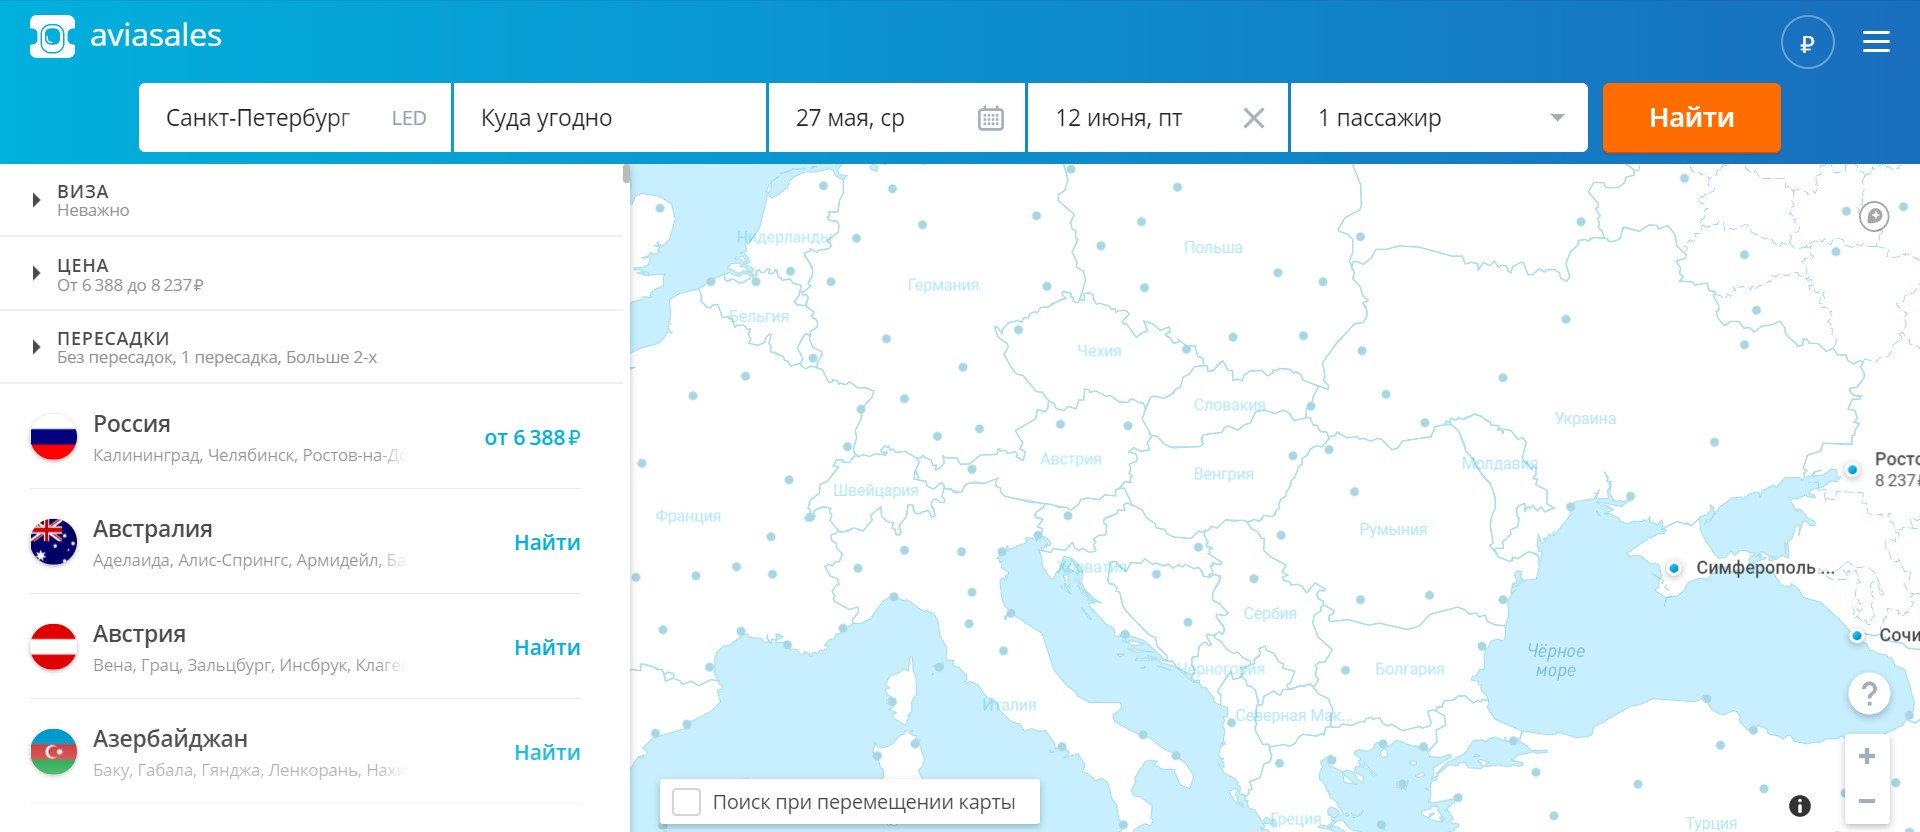 aviasales
₽
Санкт-Петербург LED
Куда угодно
27 мая, ср
12 июня, пт
1 пассажир
Найти
ВИЗА
Неважно
ЦЕНА
От 6 388 до 8 237 ₽
ПЕРЕСАДКИ
Без пересадок, 1 пересадка, Больше 2-х
Россия
от 6 388 ₽
Калининград, Челябинск, Ростов-на-До
Австралия
Найти
Аделаида, Алис-Спрингс, Армидейл, Ба
Австрия
Найти
Вена, Грац, Зальцбург, Инсбрук, Клаген
Азербайджан
Найти
Баку, Габала, Гянджа, Ленкорань, Нахи
Нидерланды
Польша
Германия
Бельгия
Чехия
Словакия
Украина
Австрия
Молдавия
Росто
8 237 ₽
Венгрия
Швейцария
Франция
Румыния
Хорватия
Симферополь ...
Сербия
Сочи
Чёрное
море
Черногория
Болгария
?
Италия
Северная Мак...
+
Поиск при перемещении карты
−
Греция
Турция